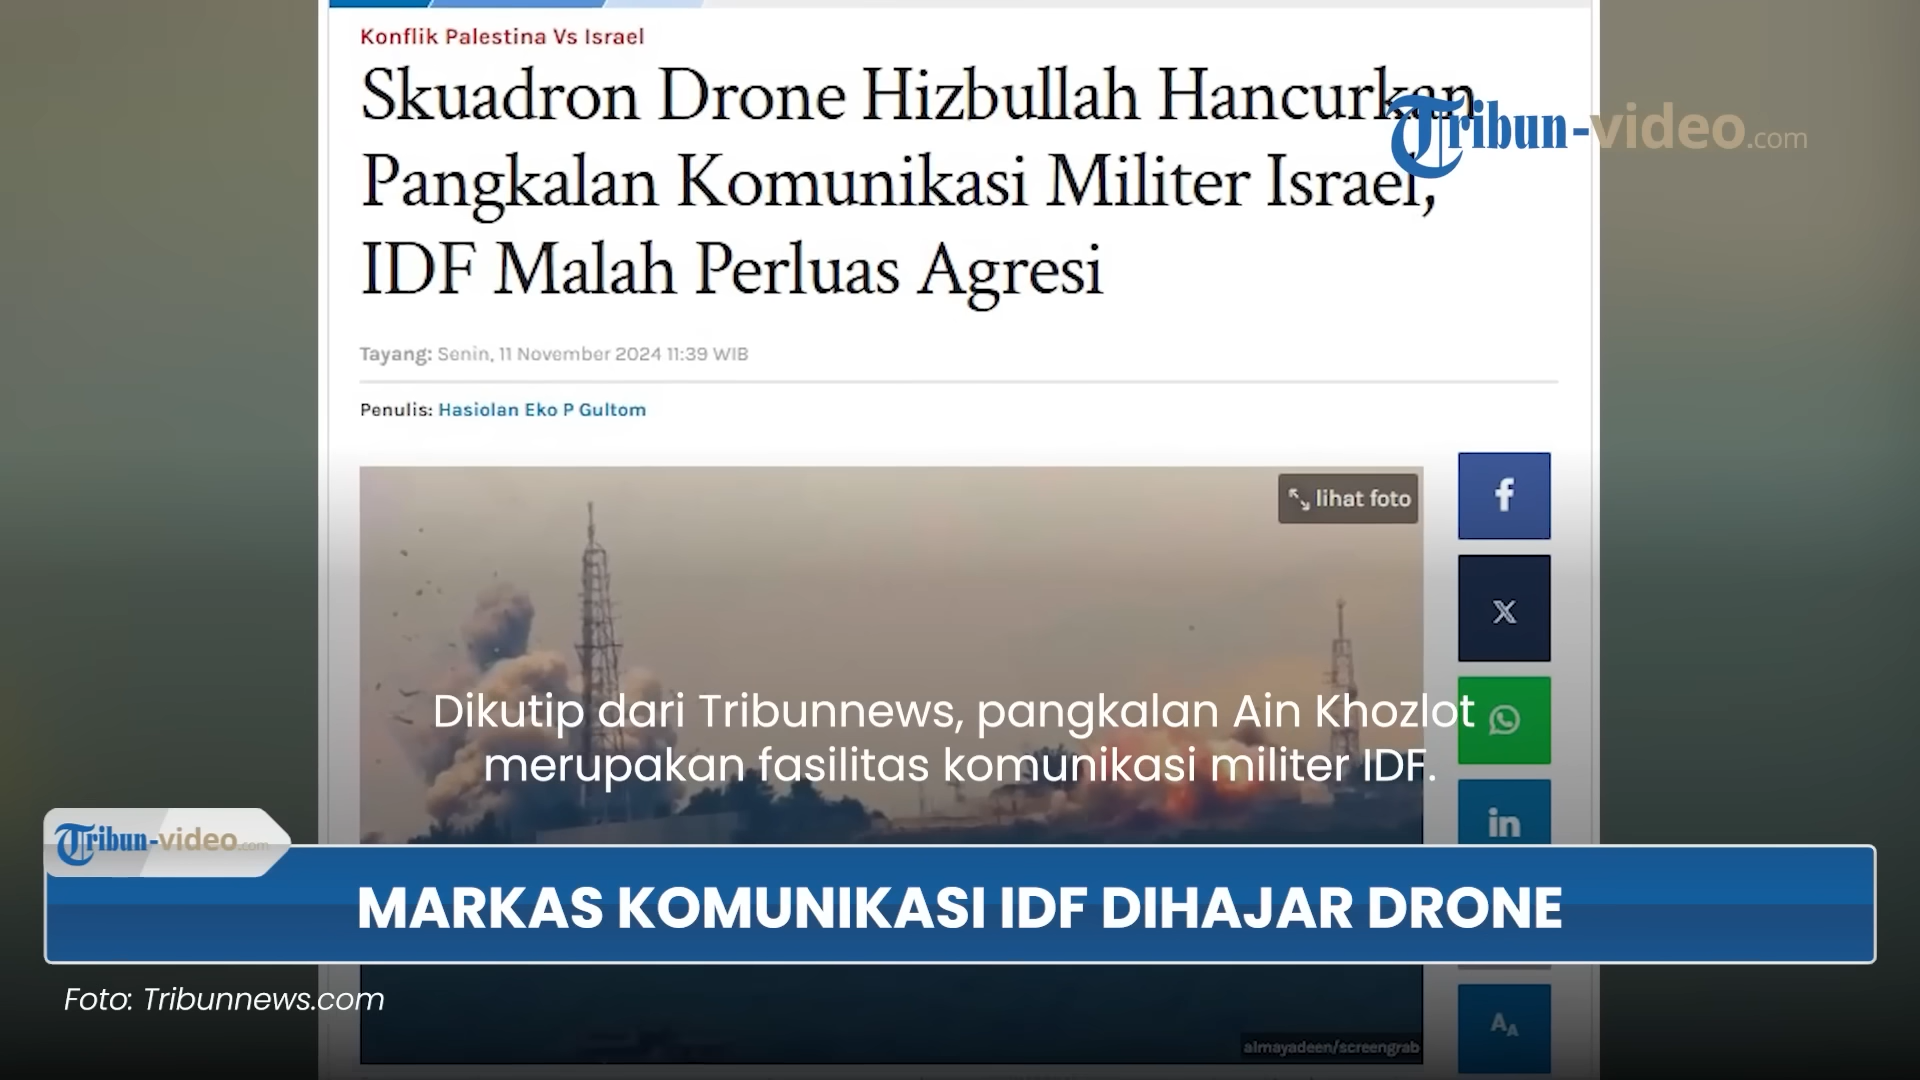 Konflik Palestina Vs Israel
Skuadron Drone Hizbullah Hancurkan
Pangkalan Komunikasi Militer Israel,
IDF Malah Perluas Agresi
Tribun-video.com
Tayang: Senin, 11 November 2024 11:39 WIB
Penulis: Hasiolan Eko P Gultom
lihat foto
f
X
in
Dikutip dari Tribunnews, pangkalan Ain Khozlot
merupakan fasilitas komunikasi militer IDF.
Tribun-video.com
MARKAS KOMUNIKASI IDF DIHAJAR DRONE
Foto: Tribunnews.com
AA
almayadeen/screengrab